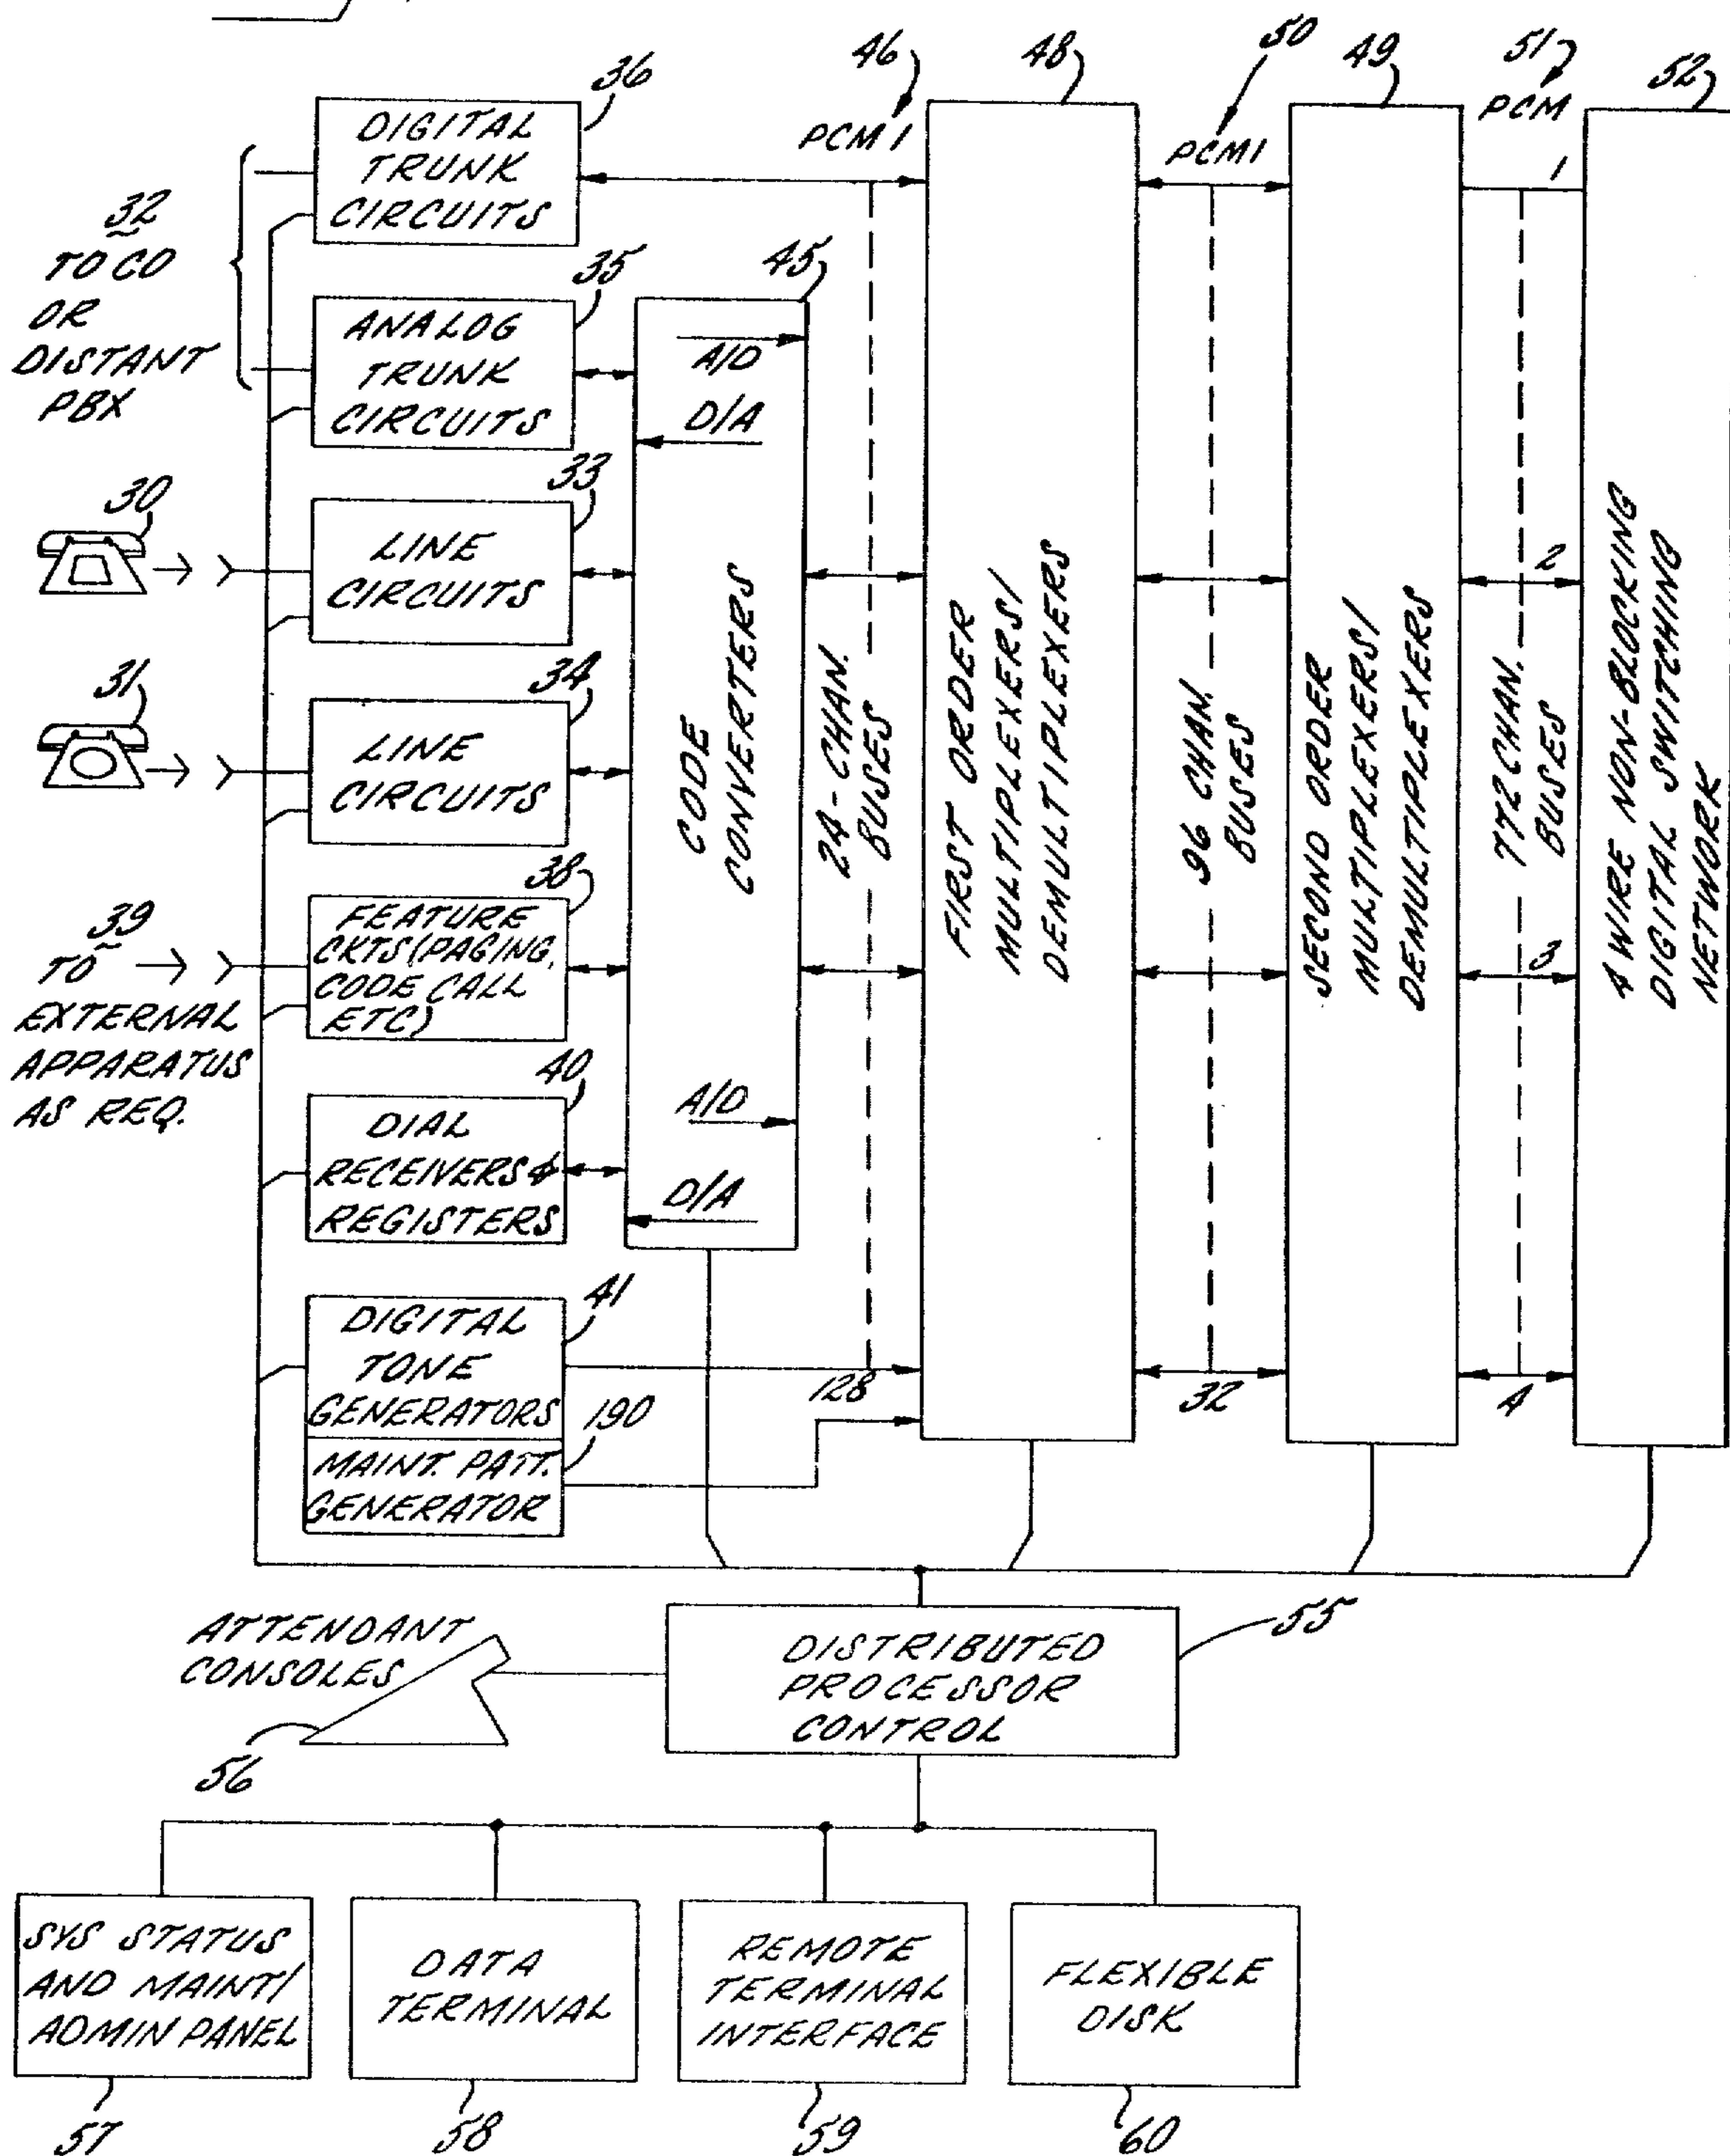 46
48
50
49
51
52
36
PCM 1
PCM1
PCM
DIGITAL
TRUNK
CIRCUITS
1
32
TO CO
OR
DISTANT
PBX
35
45
ANALOG
TRUNK
CIRCUITS
A/D
D/A
30
33
LINE
CIRCUITS
31
34
LINE
CIRCUITS
CODE
CONVERTERS
24-CHAN.
BUSES
FIRST ORDER
MULTIPLEXERS/
DEMULTIPLEXERS
96 CHAN.
BUSES
SECOND ORDER
MULTIPLEXERS/
DEMULTIPLEXERS
772 CHAN.
BUSES
4 WIRE NON-BLOCKING
DIGITAL SWITCHING
NETWORK
2
3
39
TO
EXTERNAL
APPARATUS
AS REQ.
38
FEATURE
CKTS (PAGING,
CODE CALL
ETC)
40
DIAL
RECEIVERS &
REGISTERS
A/D
D/A
41
DIGITAL
TONE
GENERATORS
128
32
4
190
MAINT. PATT.
GENERATOR
ATTENDANT
CONSOLES
56
DISTRIBUTED
PROCESSOR
CONTROL
55
SYS STATUS
AND MAINT/
ADMIN PANEL
DATA
TERMINAL
REMOTE
TERMINAL
INTERFACE
FLEXIBLE
DISK
57
58
59
60